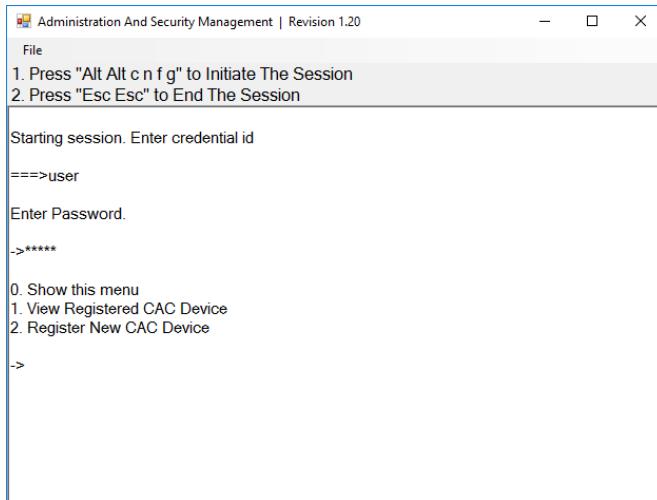 Administration And Security Management | Revision 1.20
File
1. Press "Alt Alt c n f g" to Initiate The Session
2. Press "Esc Esc" to End The Session
Starting session. Enter credential id
===>user
Enter Password.
->*****
0. Show this menu
1. View Registered CAC Device
2. Register New CAC Device
->